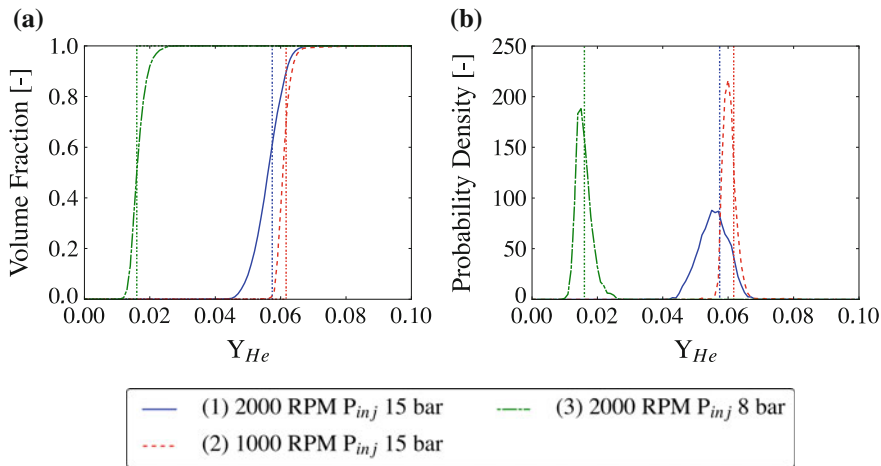 (a)
(b)
Volume Fraction [-]
1.0
0.8
0.6
0.4
0.2
0.0
0.00 0.02 0.04 0.06 0.08 0.10
Y_He
Probability Density [-]
250
200
150
100
50
0
0.00 0.02 0.04 0.06 0.08 0.10
Y_He
(1) 2000 RPM P_inj 15 bar
(2) 1000 RPM P_inj 15 bar
(3) 2000 RPM P_inj 8 bar